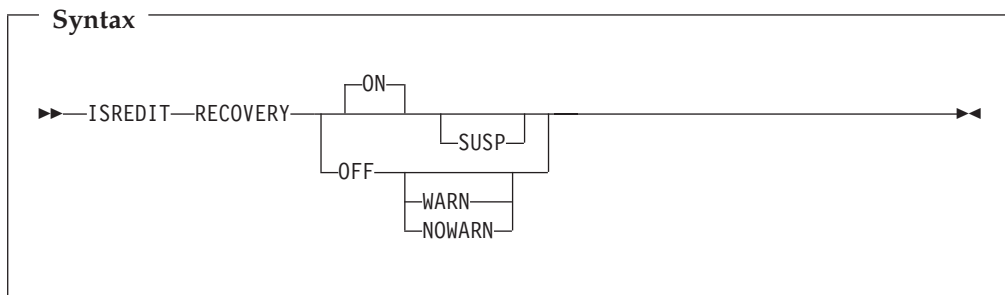 Syntax
ON
ISREDIT RECOVERY
SUSP
OFF
WARN
NOWARN